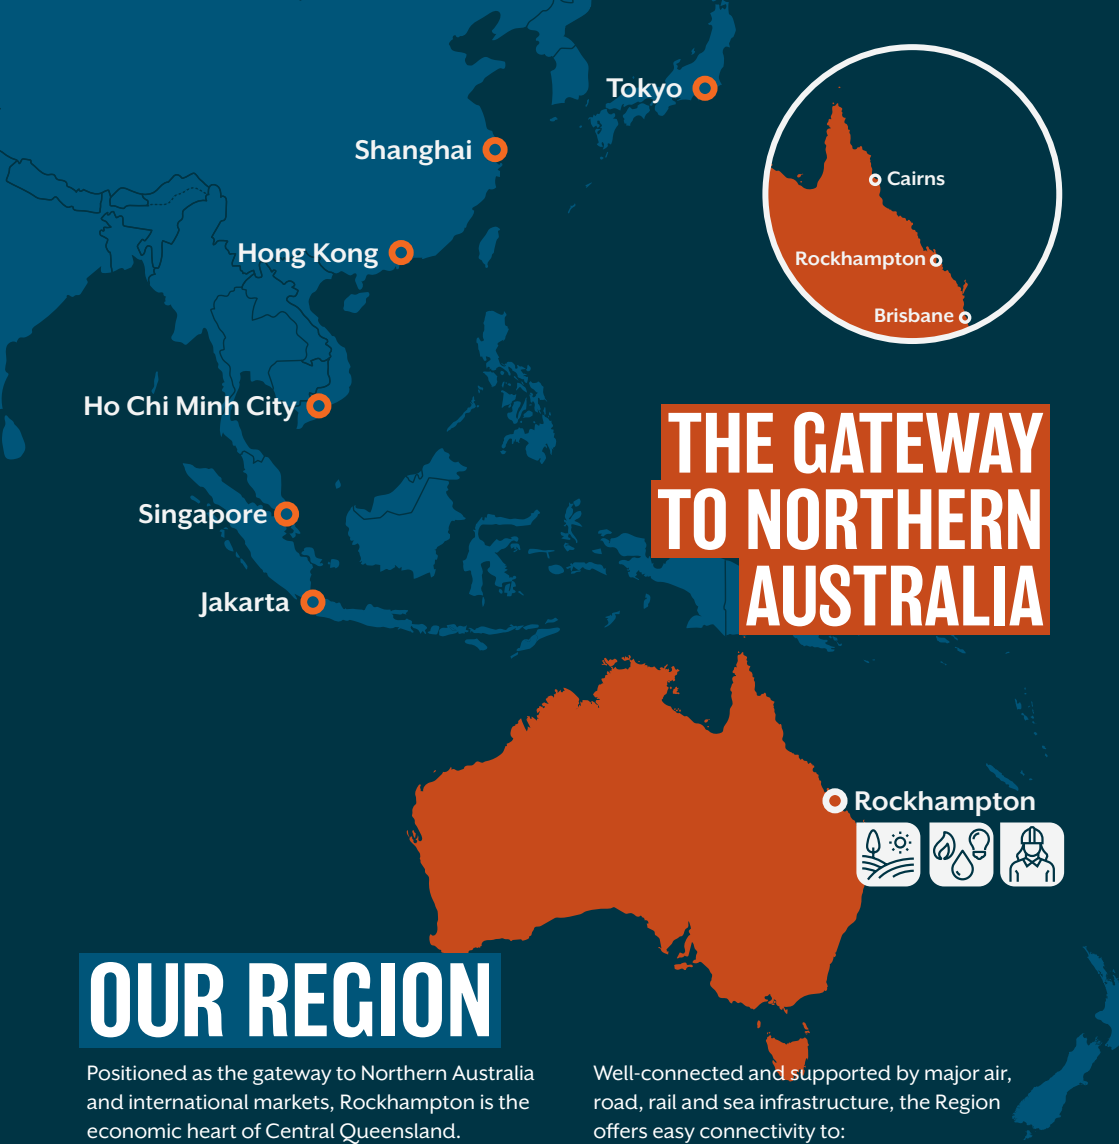 Tokyo
Shanghai
Cairns
Hong Kong
Rockhampton
Brisbane
Ho Chi Minh City
THE GATEWAY
TO NORTHERN
AUSTRALIA
Singapore
Jakarta
Rockhampton
OUR REGION
Positioned as the gateway to Northern Australia
and international markets, Rockhampton is the
economic heart of Central Queensland.
Well-connected and supported by major air,
road, rail and sea infrastructure, the Region
offers easy connectivity to: